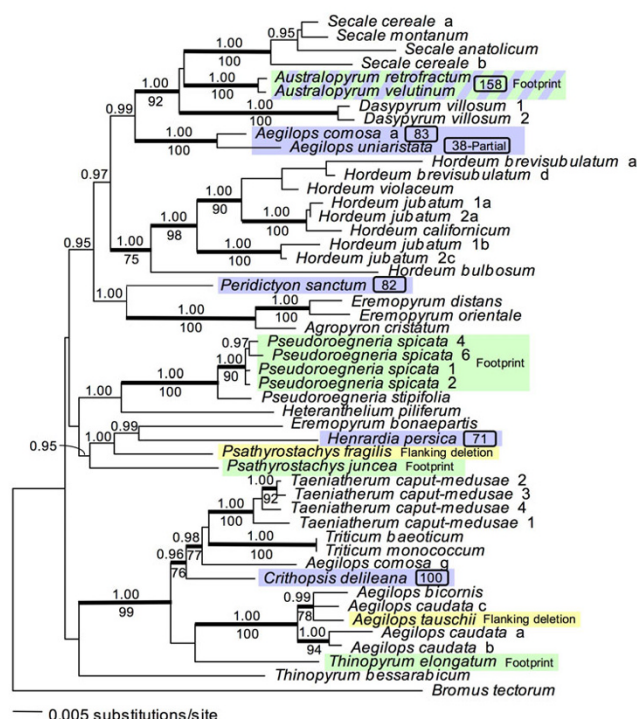 0.95 Secale cereale a
1.00 Secale montanum
1.00 Secale anatolicum
100 Secale cereale b
1.00 Australopyrum retrofractum 158 Footprint
100 Australopyrum velutinum
1.00 Dasypyrum villosum 1
92 100 Dasypyrum villosum 2
0.99
1.00 Aegilops comosa a 83
100 Aegilops uniaristata 38-Partial
Hordeum brevisubulatum a
Hordeum brevisubulatum d
0.97 1.00 Hordeum violaceum
90 1.00 Hordeum jubatum 1a
1.00 Hordeum jubatum 2a
98 100 Hordeum californicum
1.00 1.00 Hordeum jubatum 1b
75 100 Hordeum jubatum 2c
0.95 Hordeum bulbosum
Peridictyon sanctum 82
1.00 1.00 Eremopyrum distans
100 100 Eremopyrum orientale
Agropyron cristatum
0.97 Pseudoroegneria spicata 4
1.00 Pseudoroegneria spicata 6 Footprint
90 Pseudoroegneria spicata 1
1.00 Pseudoroegneria spicata 2
100 Pseudoroegneria stipifolia
1.00 Heteranthelium piliferum
Eremopyrum bonaepartis
1.00 Henrardia persica 71
0.95 Psathyrostachys fragilis Flanking deletion
Psathyrostachys juncea Footprint
1.00 Taeniatherum caput-medusae 2
92 Taeniatherum caput-medusae 3
1.00 Taeniatherum caput-medusae 4
100 Taeniatherum caput-medusae 1
0.98 1.00 Triticum baeoticum
77 100 Triticum monococcum
0.96 Aegilops comosa g
76 Crithopsis delileana 100
1.00 0.99 Aegilops bicornis
99 78 Aegilops caudata c
1.00 Aegilops tauschii Flanking deletion
100 1.00 Aegilops caudata a
94 Aegilops caudata b
Thinopyrum elongatum Footprint
Thinopyrum bessarabicum
Bromus tectorum
0.005 substitutions/site